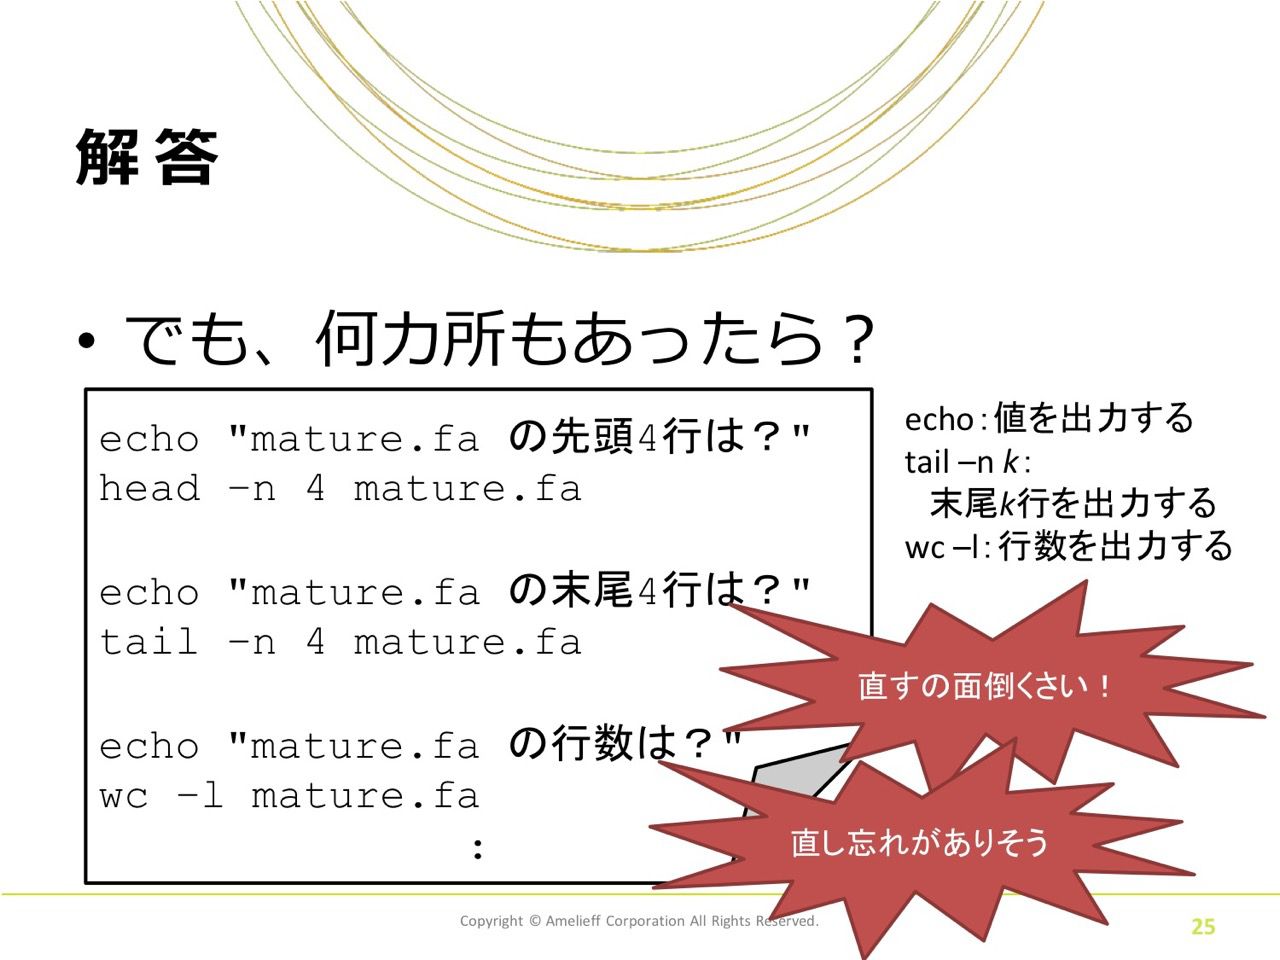 解答
• でも、何カ所もあったら？
echo "mature.fa の先頭4行は？"
head –n 4 mature.fa
echo "mature.fa の末尾4行は？"
tail –n 4 mature.fa
echo "mature.fa の行数は？"
wc –l mature.fa
：
echo：値を出力する
tail –n k：
末尾k行を出力する
wc –l：行数を出力する
直すの面倒くさい！
直し忘れがありそう
Copyright © Amelieff Corporation All Rights Reserved.
25